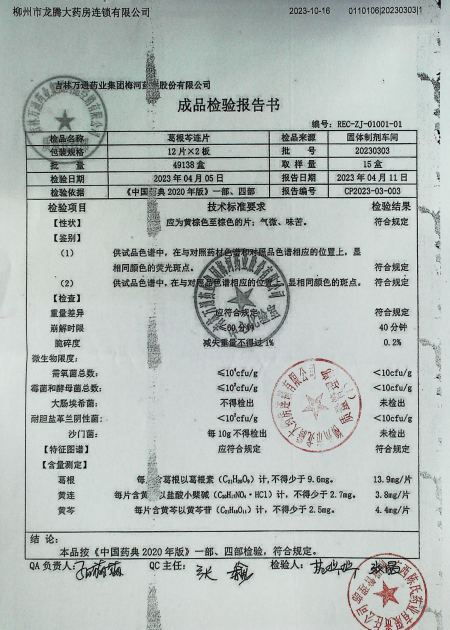 柳州市龙腾大药房连锁有限公司 2023-10-16 0110106|20230303|1
吉林万通药业集团梅河药业股份有限公司
成品检验报告书
编号：REC-ZJ-01001-01
检品名称 葛根芩连片 检品来源 固体制剂车间
包装规格 12片×2板 批 号 20230303
批 量 49138盒 取样量 15盒
检验日期 2023年04月05日 报告日期 2023年04月11日
检验依据 《中国药典2020年版》一部、四部 报告编号 CP2023-03-003
检验项目 技术标准要求 检验结果
【性状】 应为黄棕色至棕色的片；气微、味苦。 符合规定
【鉴别】
（1） 供试品色谱中，在与对照药材色谱和对照品色谱相应的位置上，显
相同颜色的荧光斑点。 符合规定
（2） 供试品色谱中，在与对照品色谱相应的位置上，显相同颜色的斑点。 符合规定
【检查】
重量差异 应符合规定 符合规定
崩解时限 ≤60分钟 40分钟
脆碎度 减失重量不得过1% 0.2%
微生物限度：
需氧菌总数： ≤10⁴cfu/g <10cfu/g
霉菌和酵母菌总数： ≤10²cfu/g <10cfu/g
大肠埃希菌： 不得检出 未检出
耐胆盐革兰阴性菌： <10²cfu/g <10cfu/g
沙门菌： 每10g不得检出 未检出
【特征图谱】 应符合规定 符合规定
【含量测定】
葛根 每片含葛根以葛根素（C₂₁H₂₀O₉）计，不得少于9.6mg。 13.9mg/片
黄连 每片含黄连以盐酸小檗碱（C₂₀H₁₇NO₄·HCl）计，不得少于2.7mg。 3.8mg/片
黄芩 每片含黄芩以黄芩苷（C₂₁H₁₈O₁₁）计，不得少于2.5mg。 4.4mg/片
结 论：
本品按《中国药典2020年版》一部、四部检验，符合规定。
QA负责人： QC主任： 检验人：